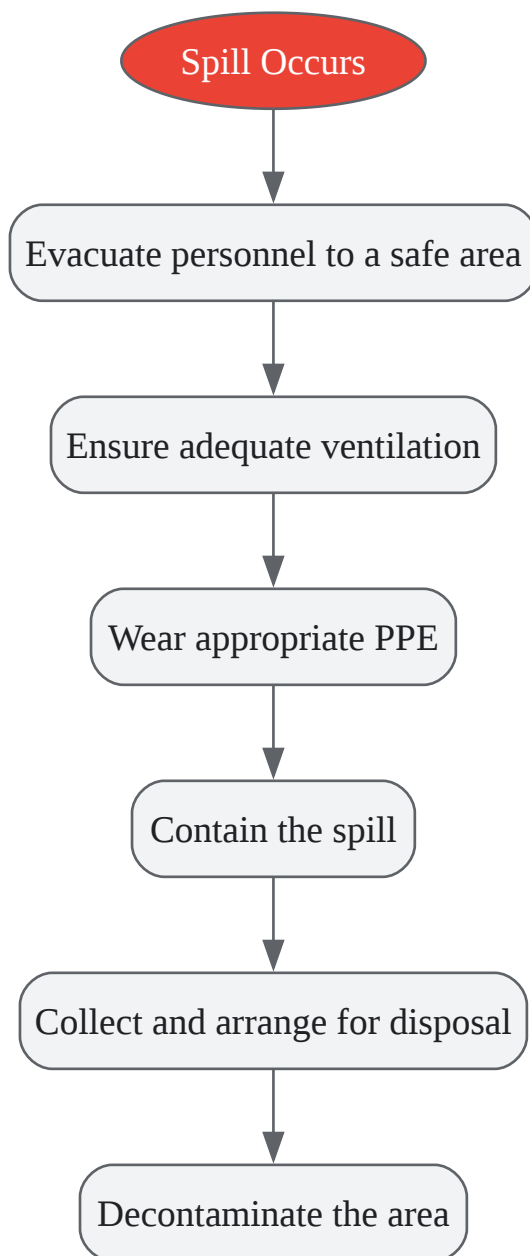 Spill Occurs
Evacuate personnel to a safe area
Ensure adequate ventilation
Wear appropriate PPE
Contain the spill
Collect and arrange for disposal
Decontaminate the area